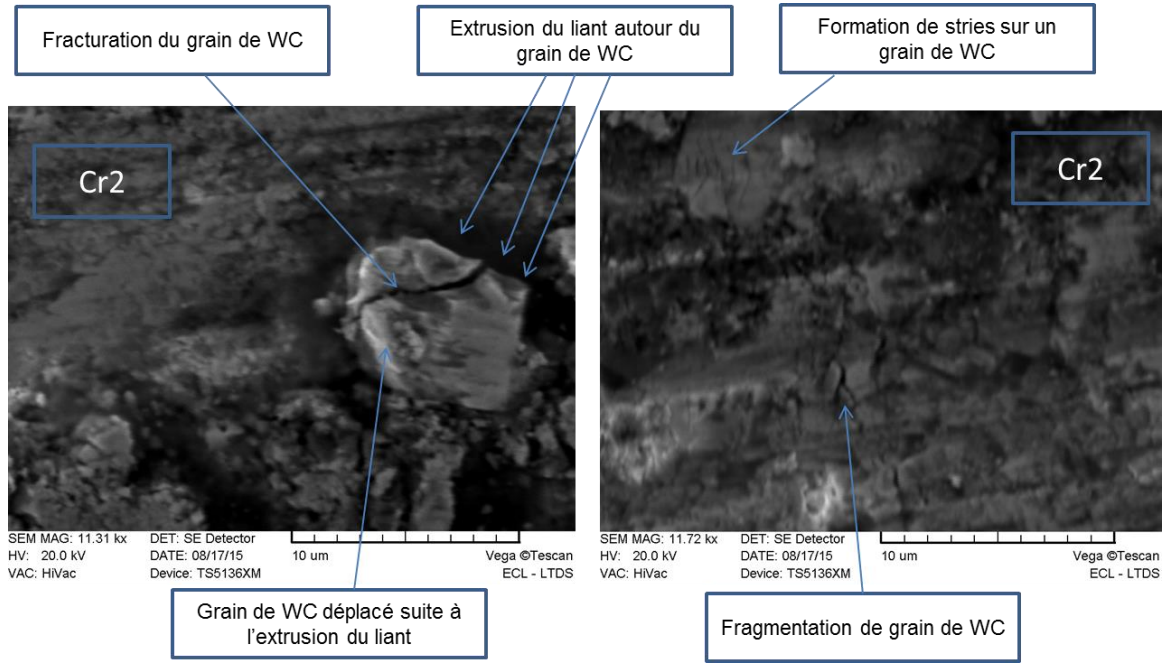 Fracturation du grain de WC
Extrusion du liant autour du
grain de WC
Formation de stries sur un
grain de WC
Cr2
Cr2
SEM MAG: 11.31 kx
DET: SE Detector
HV: 20.0 kV
DATE: 08/17/15
10 um
Vega ©Tescan
VAC: HiVac
Device: TS5136XM
ECL - LTDS
SEM MAG: 11.72 kx
DET: SE Detector
HV: 20.0 kV
DATE: 08/17/15
10 um
Vega ©Tescan
VAC: HiVac
Device: TS5136XM
ECL - LTDS
Grain de WC déplacé suite à
l’extrusion du liant
Fragmentation de grain de WC